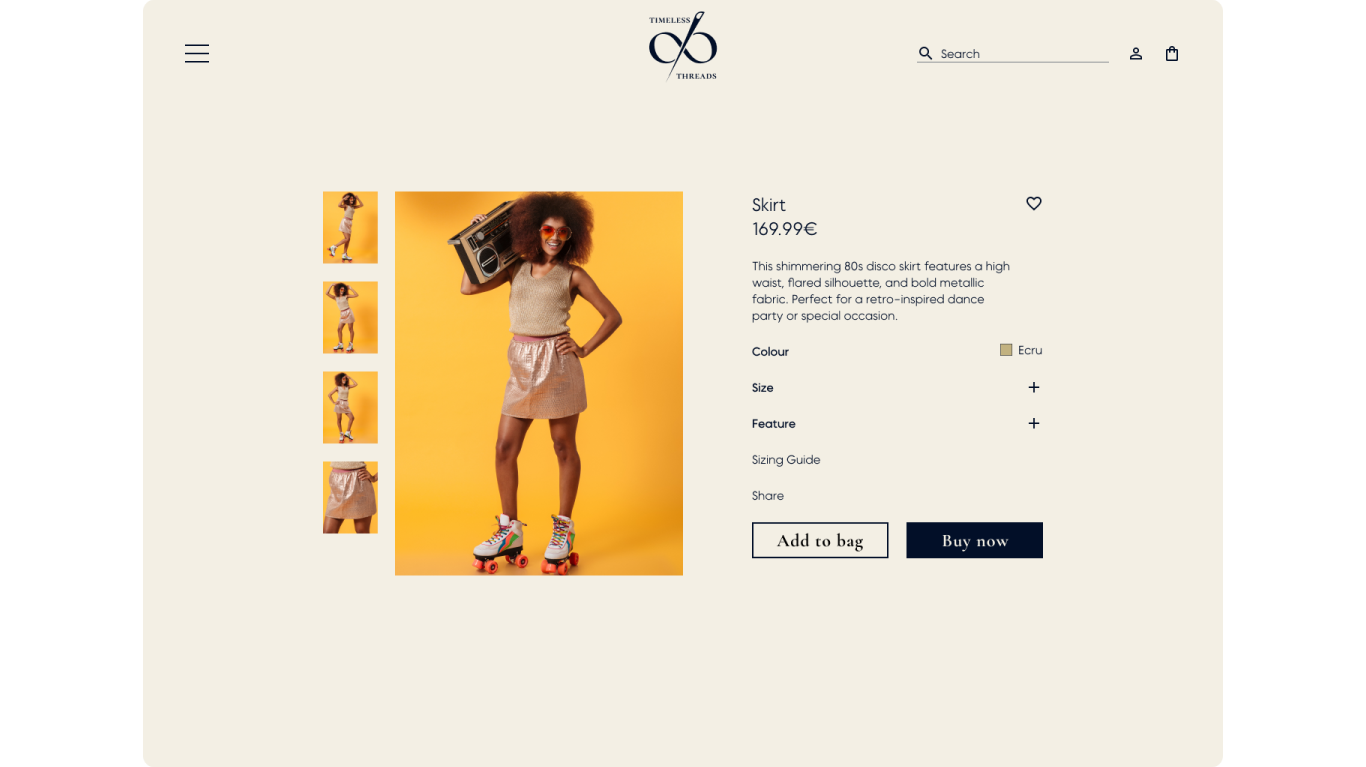 TIMELESS
THREADS
Search
Skirt
169.99€
This shimmering 80s disco skirt features a high
waist, flared silhouette, and bold metallic
fabric. Perfect for a retro-inspired dance
party or special occasion.
Colour
Ecru
Size
Feature
Sizing Guide
Share
Add to bag
Buy now